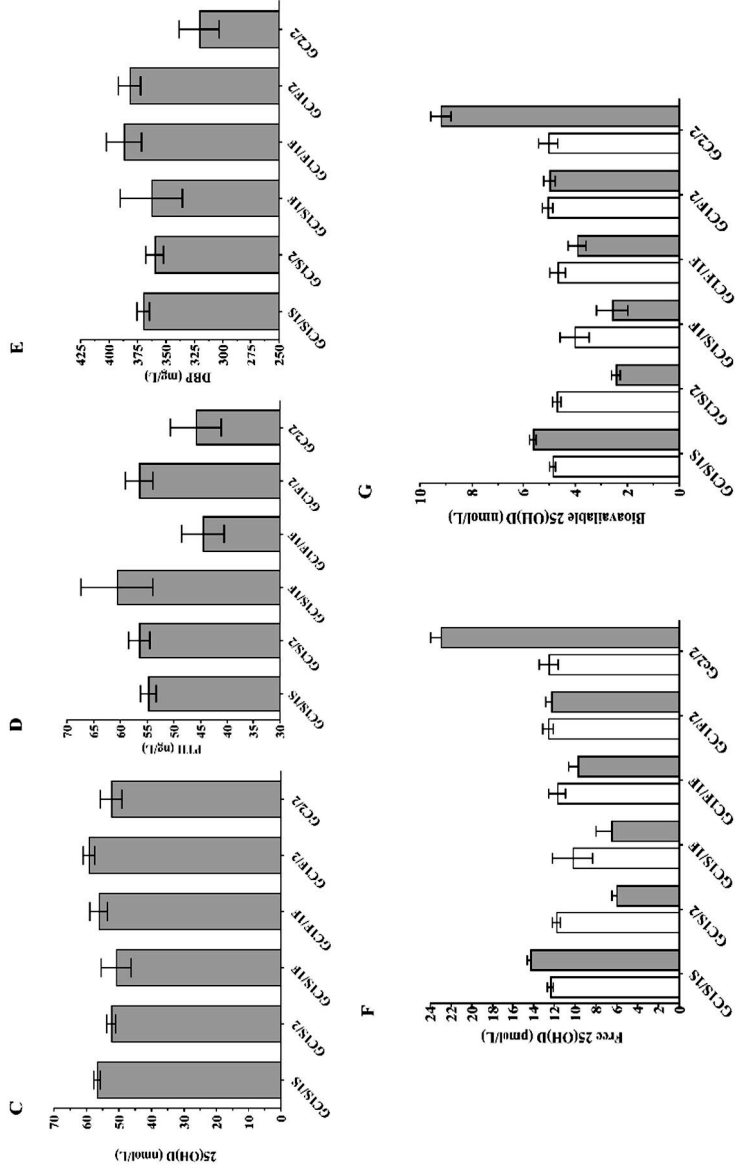 C
25(OH)D (nmol/L)
70
60
50
40
30
20
10
0
GC1S/1S
GC1S/2
GC1S/1F
GC1F/1F
GC1F/2
GC2/2
D
PTH (ng/L)
70
65
60
55
50
45
40
35
30
GC1S/1S
GC1S/2
GC1S/1F
GC1F/1F
GC1F/2
GC2/2
E
DBP (mg/L)
425
400
375
350
325
300
275
250
GC1S/1S
GC1S/2
GC1S/1F
GC1F/1F
GC1F/2
GC2/2
F
Free 25(OH)D (pmol/L)
24
22
20
18
16
14
12
10
8
6
4
2
0
GC1S/1S
GC1S/2
GC1S/1F
GC1F/1F
GC1F/2
Gc2/2
G
Bioavailable 25(OH)D (nmol/L)
10
8
6
4
2
0
GC1S/1S
GC1S/2
GC1S/1F
GC1F/1F
GC1F/2
GC2/2